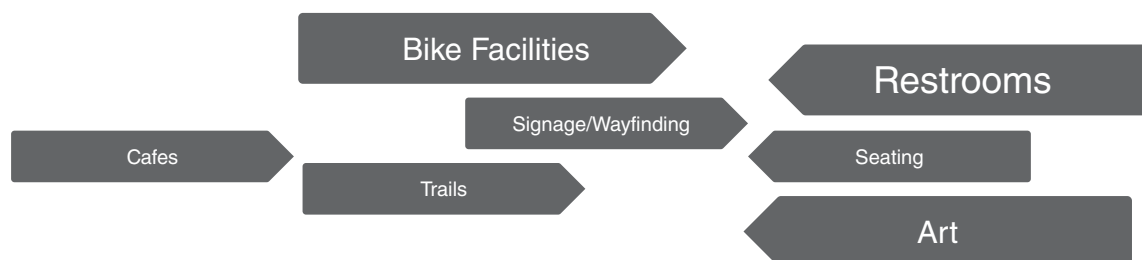 Bike Facilities
Restrooms
Signage/Wayfinding
Cafes
Seating
Trails
Art